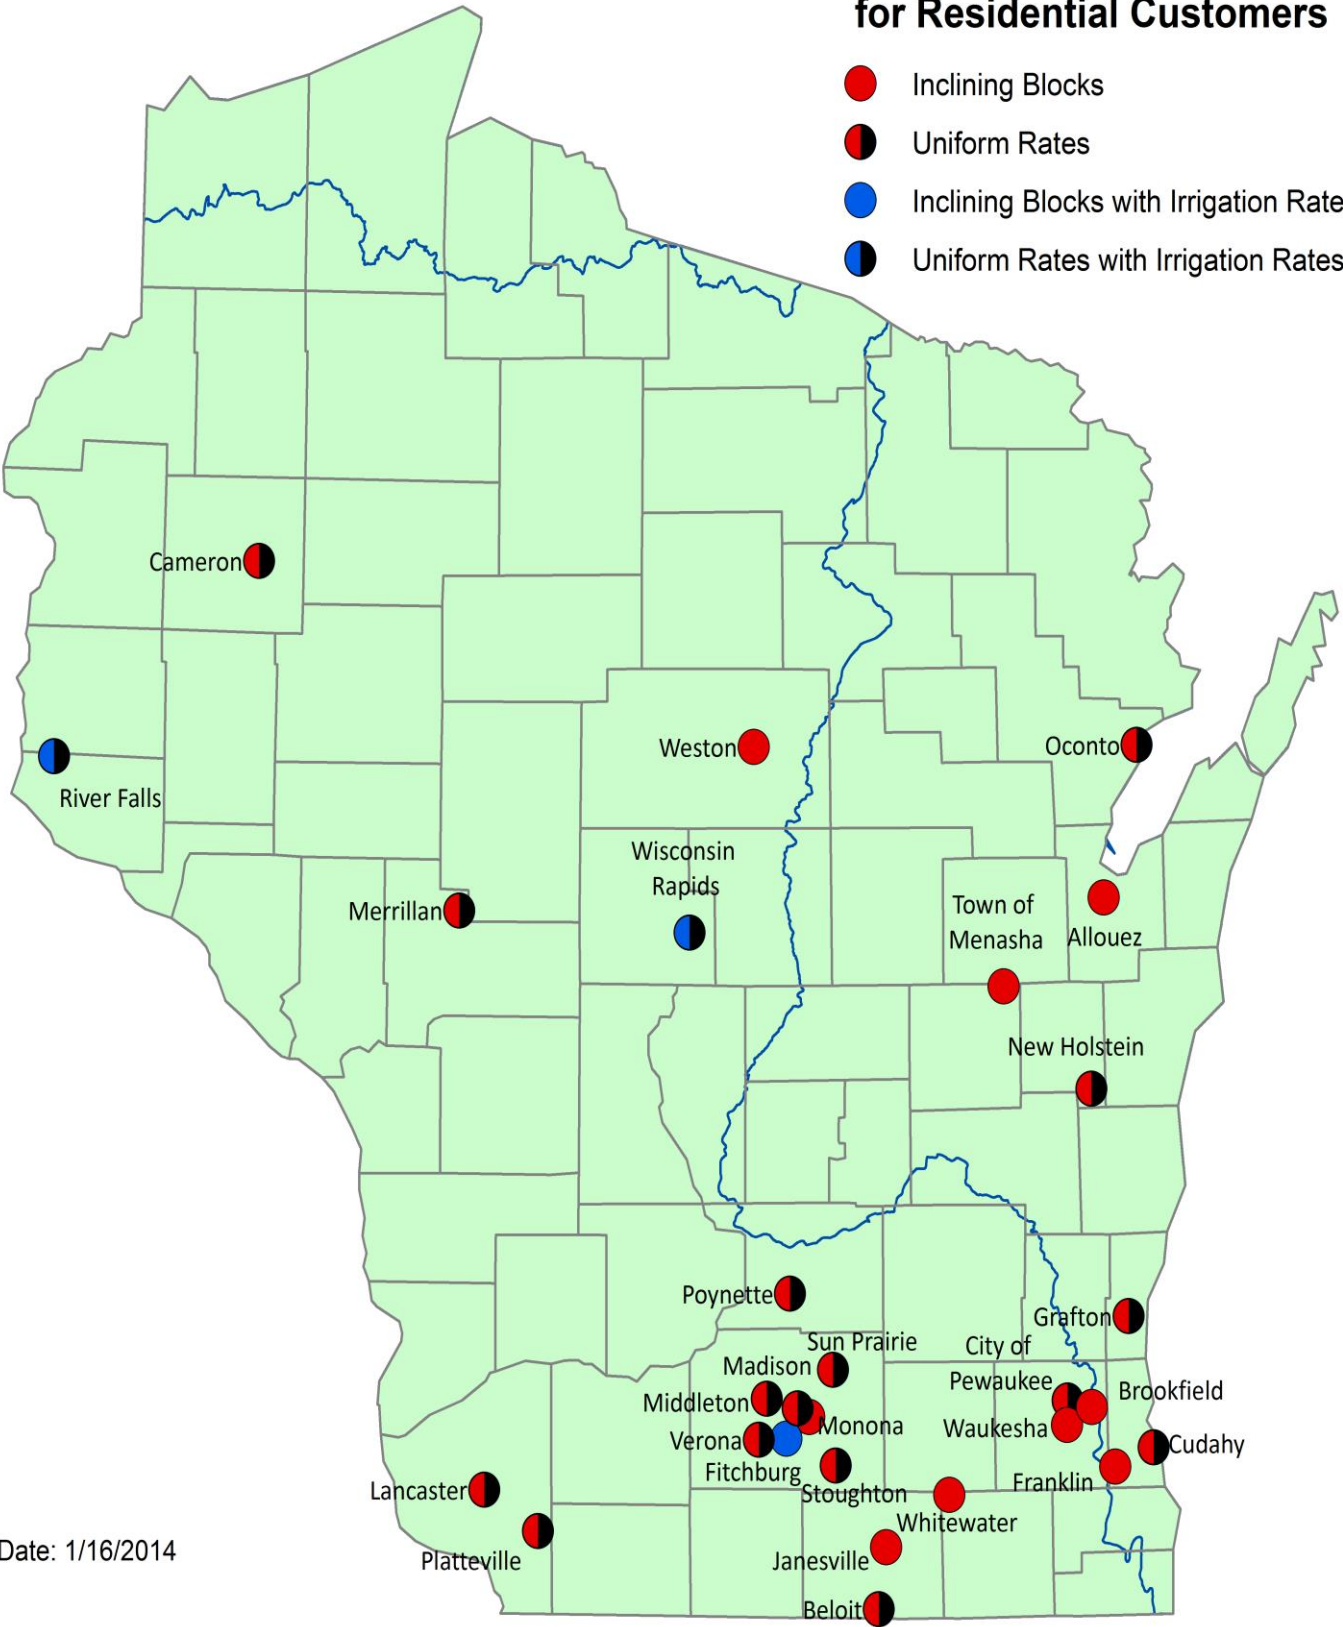 for Residential Customers
Inclining Blocks
Uniform Rates
Inclining Blocks with Irrigation Rate
Uniform Rates with Irrigation Rates
Cameron
Weston
Oconto
River Falls
Wisconsin
Rapids
Merrillan
Town of
Menasha
Allouez
New Holstein
Poynette
Grafton
Sun Prairie
City of
Madison
Pewaukee
Brookfield
Middleton
Monona
Waukesha
Verona
Cudahy
Fitchburg
Franklin
Lancaster
Stoughton
Whitewater
Date: 1/16/2014
Platteville
Janesville
Beloit